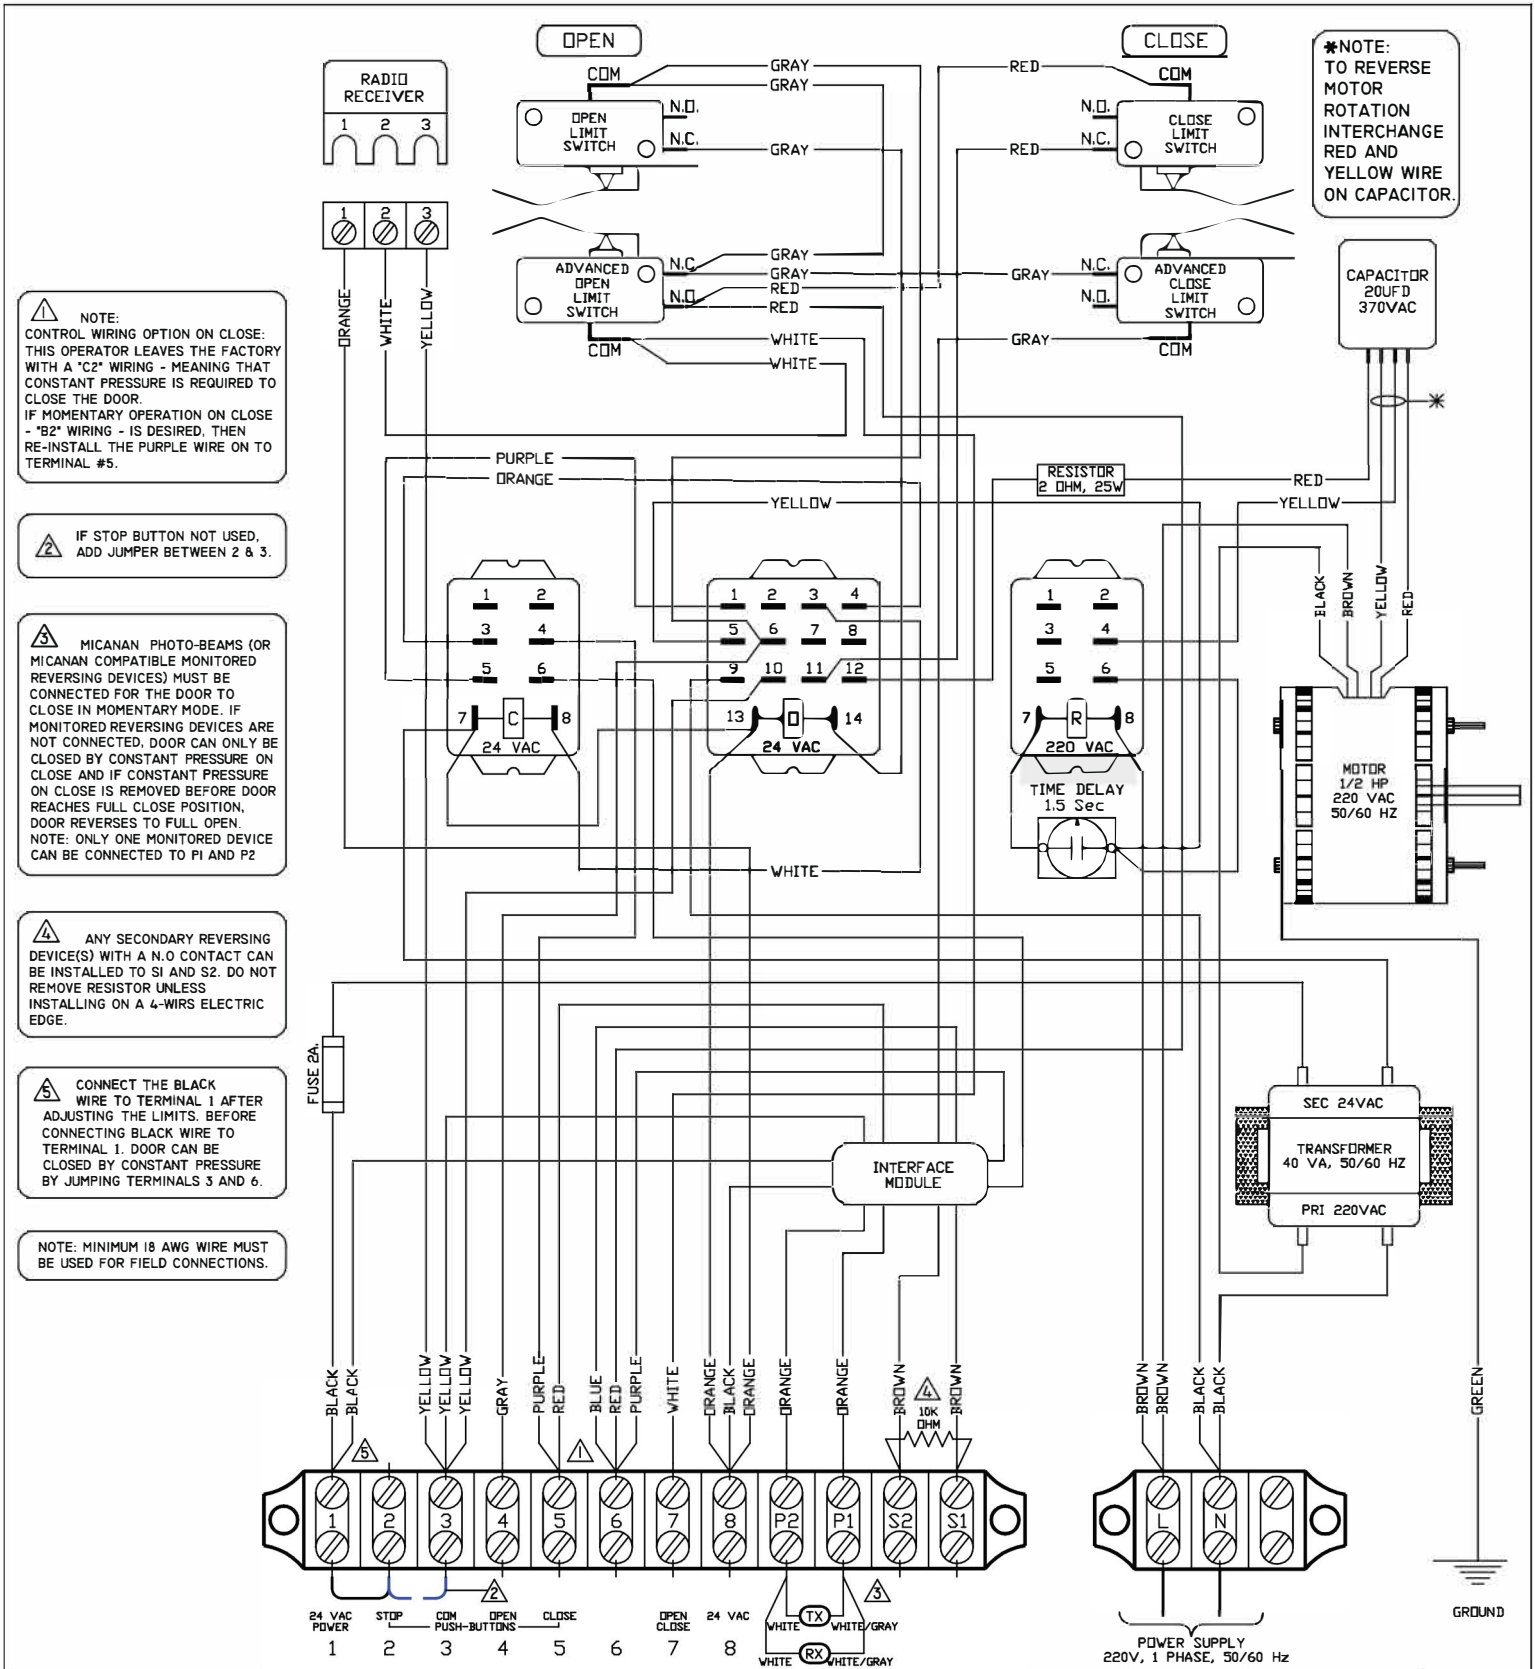 OPEN
CLOSE
RADIO
RECEIVER
1 2 3
1 2 3
COM
N.O.
N.C.
OPEN
LIMIT
SWITCH
GRAY
GRAY
GRAY
RED
RED
COM
N.O.
N.C.
CLOSE
LIMIT
SWITCH
✱NOTE:
TO REVERSE
MOTOR
ROTATION
INTERCHANGE
RED AND
YELLOW WIRE
ON CAPACITOR.
ADVANCED
OPEN
LIMIT
SWITCH
N.C.
N.O.
COM
GRAY
GRAY
RED
RED
WHITE
WHITE
GRAY
GRAY
N.C.
N.O.
ADVANCED
CLOSE
LIMIT
SWITCH
COM
CAPACITOR
20UFD
370VAC
✱
ORANGE
WHITE
YELLOW
1 NOTE:
CONTROL WIRING OPTION ON CLOSE:
THIS OPERATOR LEAVES THE FACTORY
WITH A "C2" WIRING - MEANING THAT
CONSTANT PRESSURE IS REQUIRED TO
CLOSE THE DOOR.
IF MOMENTARY OPERATION ON CLOSE
- "B2" WIRING - IS DESIRED, THEN
RE-INSTALL THE PURPLE WIRE ON TO
TERMINAL #5.
2 IF STOP BUTTON NOT USED,
ADD JUMPER BETWEEN 2 & 3.
3 MICANAN PHOTO-BEAMS (OR
MICANAN COMPATIBLE MONITORED
REVERSING DEVICES) MUST BE
CONNECTED FOR THE DOOR TO
CLOSE IN MOMENTARY MODE. IF
MONITORED REVERSING DEVICES ARE
NOT CONNECTED, DOOR CAN ONLY BE
CLOSED BY CONSTANT PRESSURE ON
CLOSE AND IF CONSTANT PRESSURE
ON CLOSE IS REMOVED BEFORE DOOR
REACHES FULL CLOSE POSITION,
DOOR REVERSES TO FULL OPEN.
NOTE: ONLY ONE MONITORED DEVICE
CAN BE CONNECTED TO P1 AND P2
4 ANY SECONDARY REVERSING
DEVICE(S) WITH A N.O CONTACT CAN
BE INSTALLED TO S1 AND S2. DO NOT
REMOVE RESISTOR UNLESS
INSTALLING ON A 4-WIRS ELECTRIC
EDGE.
5 CONNECT THE BLACK
WIRE TO TERMINAL 1 AFTER
ADJUSTING THE LIMITS. BEFORE
CONNECTING BLACK WIRE TO
TERMINAL 1. DOOR CAN BE
CLOSED BY CONSTANT PRESSURE
BY JUMPING TERMINALS 3 AND 6.
NOTE: MINIMUM 18 AWG WIRE MUST
BE USED FOR FIELD CONNECTIONS.
PURPLE
ORANGE
YELLOW
RESISTOR
2 OHM, 25W
RED
YELLOW
1 2
3 4
5 6
7 C 8
24 VAC
1 2 3 4
5 6 7 8
9 10 11 12
13 O 14
24 VAC
1 2
3 4
5 6
7 R 8
220 VAC
TIME DELAY
1.5 Sec
WHITE
BLACK
BROWN
YELLOW
RED
MOTOR
1/2 HP
220 VAC
50/60 HZ
FUSE 2A.
INTERFACE
MODULE
SEC 24VAC
TRANSFORMER
40 VA, 50/60 HZ
PRI 220VAC
BLACK
BLACK
YELLOW
YELLOW
YELLOW
GRAY
PURPLE
RED
BLUE
RED
PURPLE
WHITE
ORANGE
BLACK
ORANGE
ORANGE
ORANGE
BROWN
4
10K
OHM
BROWN
BROWN
BROWN
BLACK
BLACK
GREEN
5
1
1 2 3 4 5 6 7 8 P2 P1 S2 S1
L N
2
3
24 VAC
POWER
STOP
COM
OPEN
CLOSE
PUSH-BUTTONS
OPEN
CLOSE
24 VAC
1 2 3 4 5 6 7 8
WHITE TX WHITE/GRAY
WHITE RX WHITE/GRAY
POWER SUPPLY
220V, 1 PHASE, 50/60 Hz
GROUND